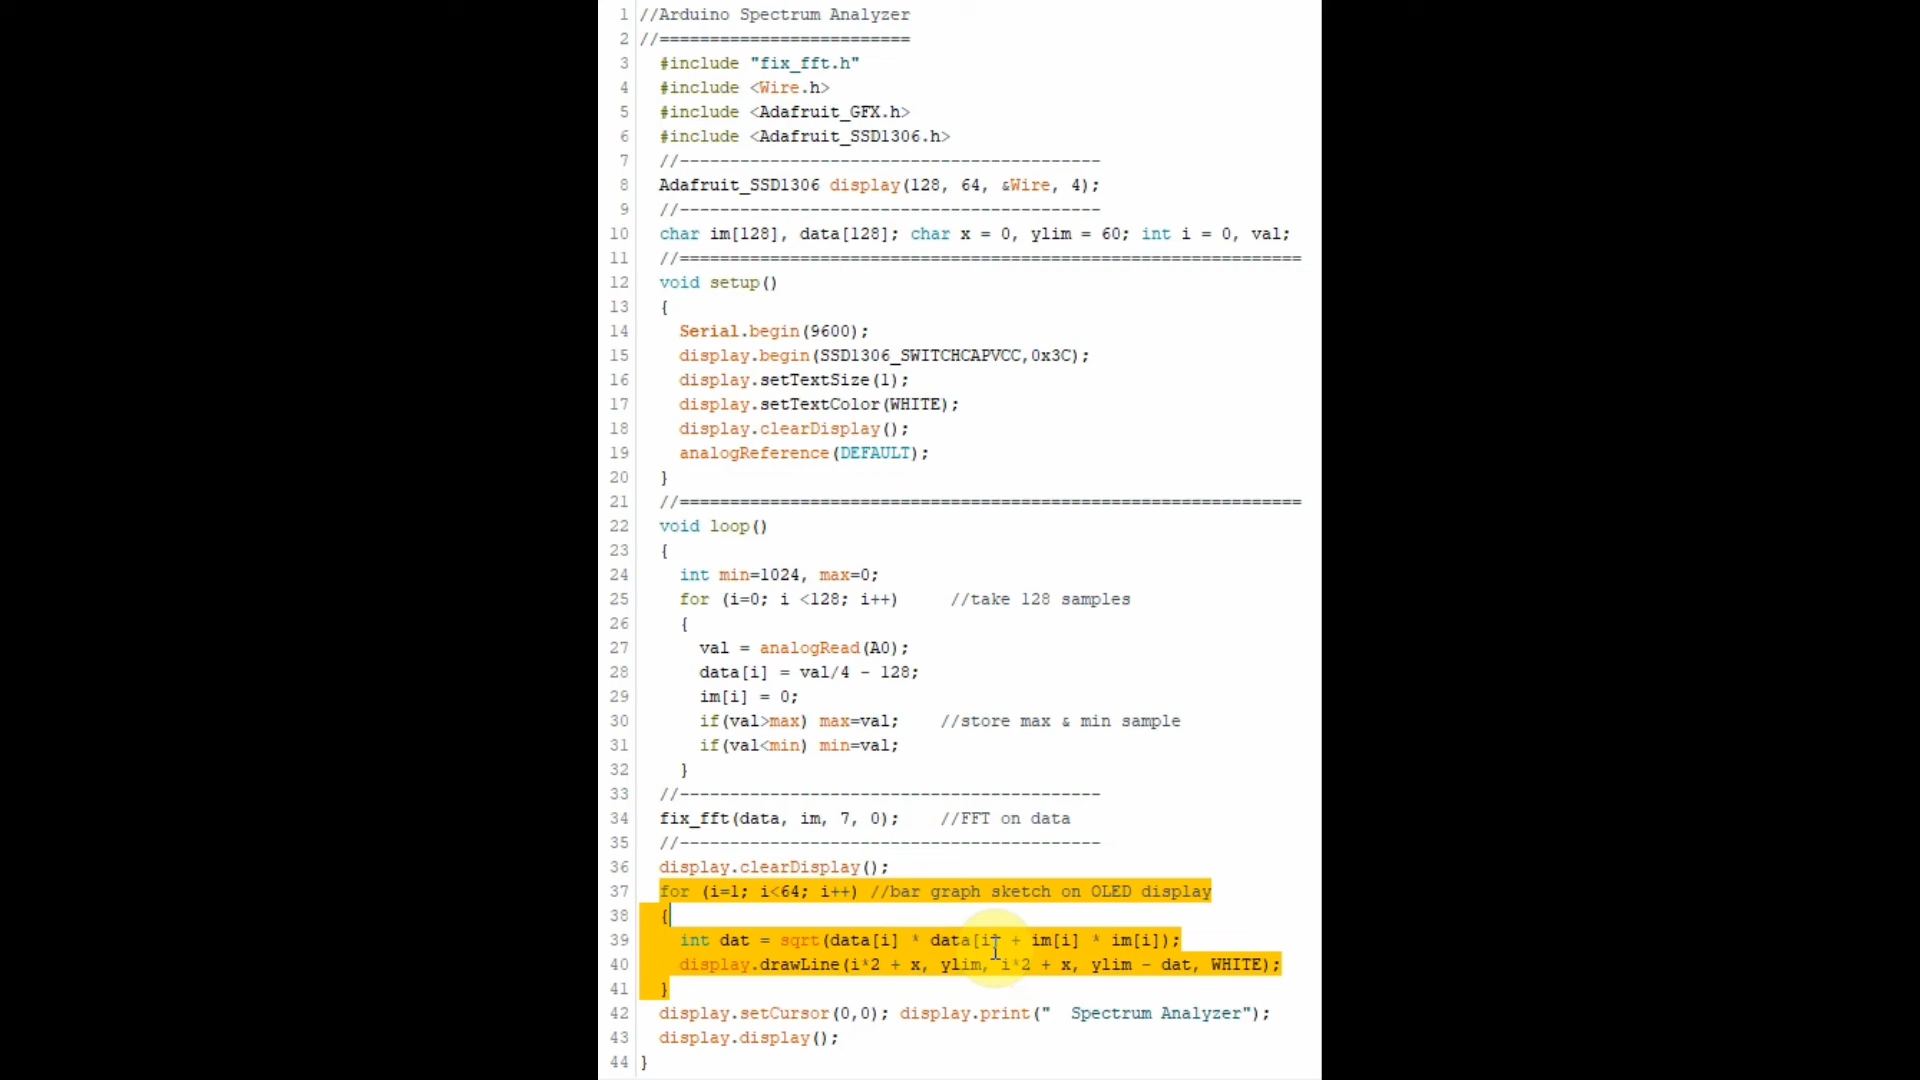 1 //Arduino Spectrum Analyzer
2 //=========================
3 #include "fix_fft.h"
4 #include <Wire.h>
5 #include <Adafruit_GFX.h>
6 #include <Adafruit_SSD1306.h>
7 //------------------------------------------
8 Adafruit_SSD1306 display(128, 64, &Wire, 4);
9 //------------------------------------------
10 char im[128], data[128]; char x = 0, ylim = 60; int i = 0, val;
11 //==============================================================
12 void setup()
13 {
14 Serial.begin(9600);
15 display.begin(SSD1306_SWITCHCAPVCC,0x3C);
16 display.setTextSize(1);
17 display.setTextColor(WHITE);
18 display.clearDisplay();
19 analogReference(DEFAULT);
20 }
21 //==============================================================
22 void loop()
23 {
24 int min=1024, max=0;
25 for (i=0; i <128; i++) //take 128 samples
26 {
27 val = analogRead(A0);
28 data[i] = val/4 - 128;
29 im[i] = 0;
30 if(val>max) max=val; //store max & min sample
31 if(val<min) min=val;
32 }
33 //------------------------------------------
34 fix_fft(data, im, 7, 0); //FFT on data
35 //------------------------------------------
36 display.clearDisplay();
37 for (i=1; i<64; i++) //bar graph sketch on OLED display
38 {
39 int dat = sqrt(data[i] * data[i] + im[i] * im[i]);
40 display.drawLine(i*2 + x, ylim, i*2 + x, ylim - dat, WHITE);
41 }
42 display.setCursor(0,0); display.print("  Spectrum Analyzer");
43 display.display();
44 }